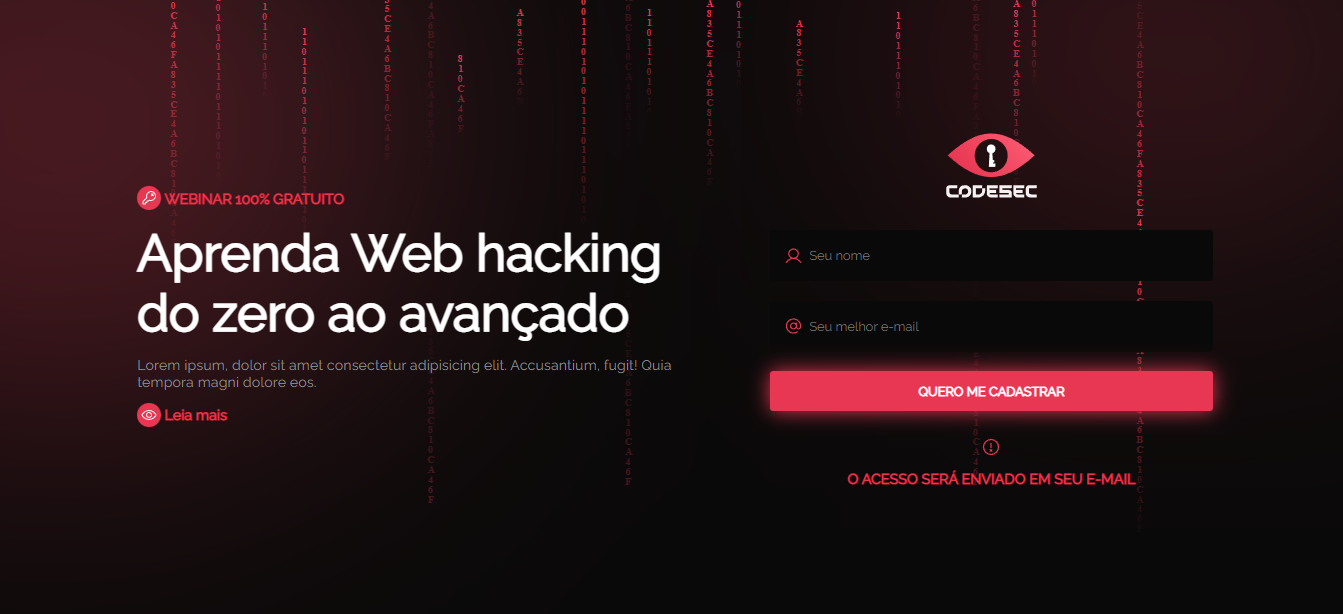 WEBINAR 100% GRATUITO
Aprenda Web hacking
do zero ao avançado
Lorem ipsum, dolor sit amet consectetur adipisicing elit. Accusantium, fugit! Quia
tempora magni dolore eos.
Leia mais
CODESEC
Seu nome
Seu melhor e-mail
QUERO ME CADASTRAR
O ACESSO SERÁ ENVIADO EM SEU E-MAIL